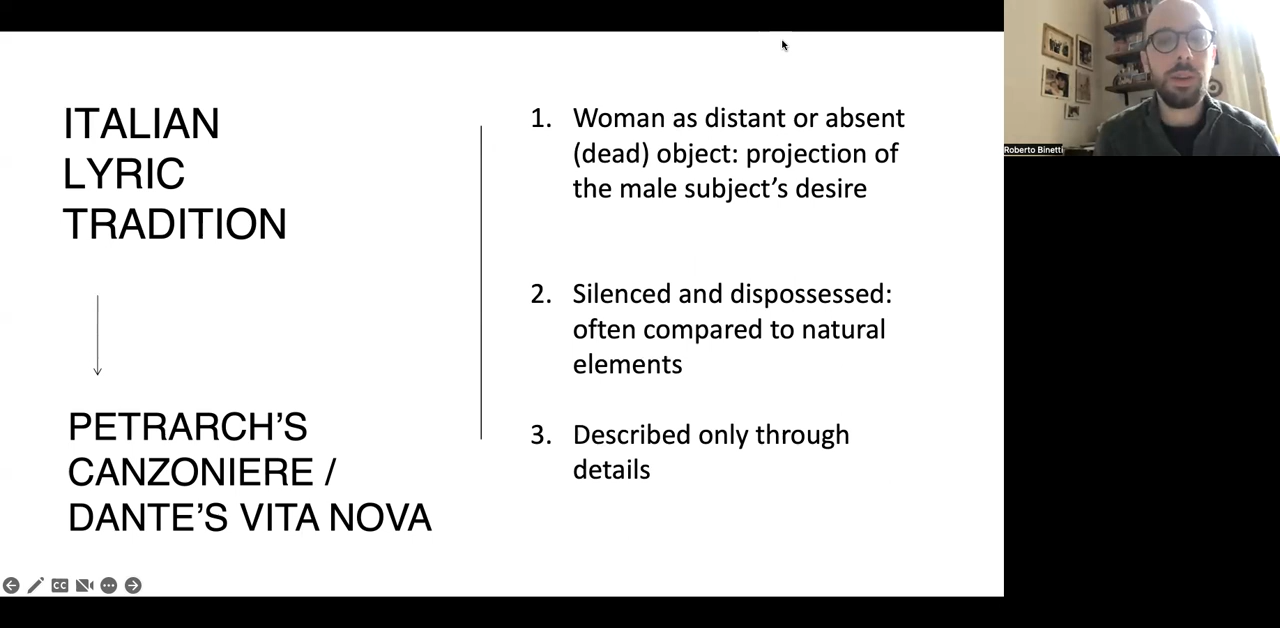 ITALIAN
LYRIC
TRADITION
PETRARCH’S
CANZONIERE /
DANTE’S VITA NOVA
1. Woman as distant or absent
(dead) object: projection of
the male subject’s desire
2. Silenced and dispossessed:
often compared to natural
elements
3. Described only through
details
Roberto Binetti
CC